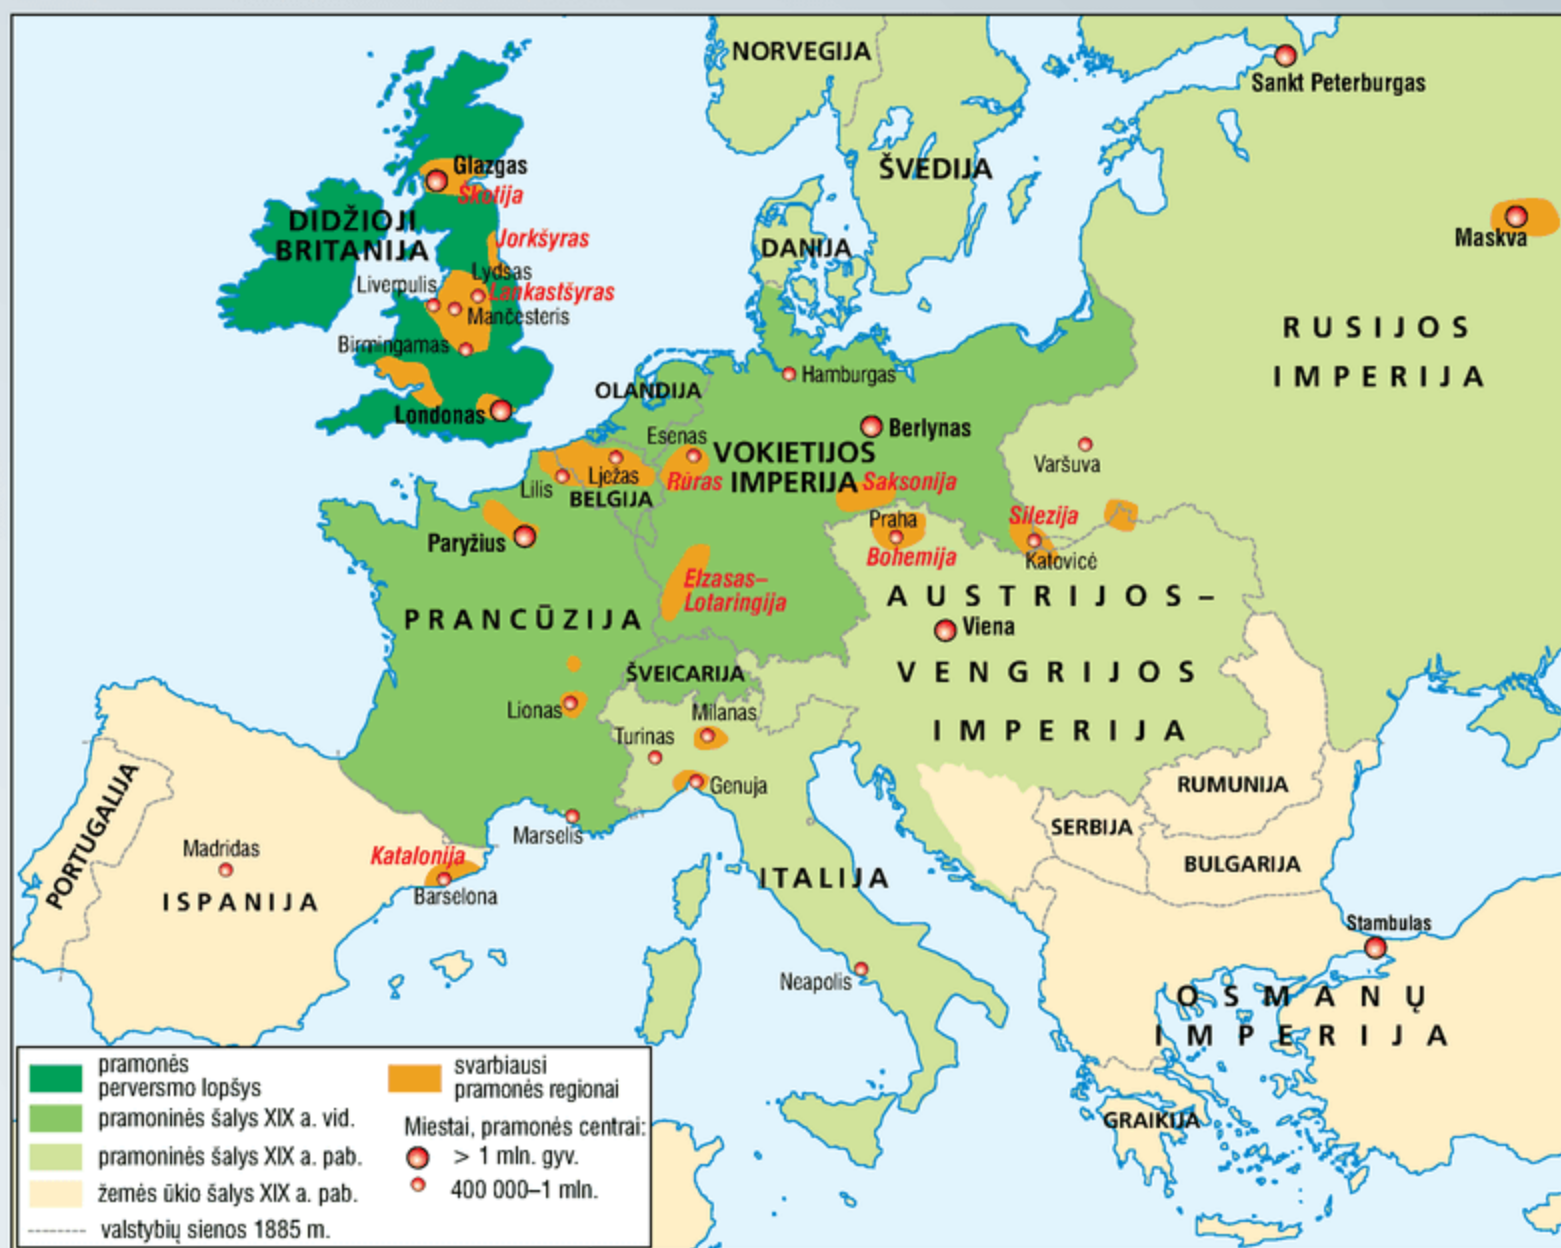 NORVEGIJA
Sankt Peterburgas
Glazgas
Škotija
ŠVEDIJA
DIDŽIOJI
BRITANIJA
Jorkšyras
Maskva
DANIJA
Liverpulis
Lydsas
Lankastšyras
Mančesteris
Birmingamas
RUSIJOS
IMPERIJA
Hamburgas
OLANDIJA
Londonas
Berlynas
Esenas
VOKIETIJOS
IMPERIJA
Varšuva
Lilis
Lježas
BELGIJA
Rūras
Saksonija
Praha
Bohemija
Silezija
Katovicė
Paryžius
Elzasas–
Lotaringija
AUSTRIJOS–
VENGRIJOS
IMPERIJA
Viena
PRANCŪZIJA
ŠVEICARIJA
Lionas
Milanas
Turinas
Genuja
Marselis
RUMUNIJA
SERBIJA
BULGARIJA
PORTUGALIJA
Madridas
ISPANIJA
Katalonija
Barselona
ITALIJA
Neapolis
Stambulas
OSMANŲ
IMPERIJA
GRAIKIJA
pramonės
perversmo lopšys
pramoninės šalys XIX a. vid.
pramoninės šalys XIX a. pab.
žemės ūkio šalys XIX a. pab.
valstybių sienos 1885 m.
svarbiausi
pramonės regionai
Miestai, pramonės centrai:
> 1 mln. gyv.
400 000–1 mln.